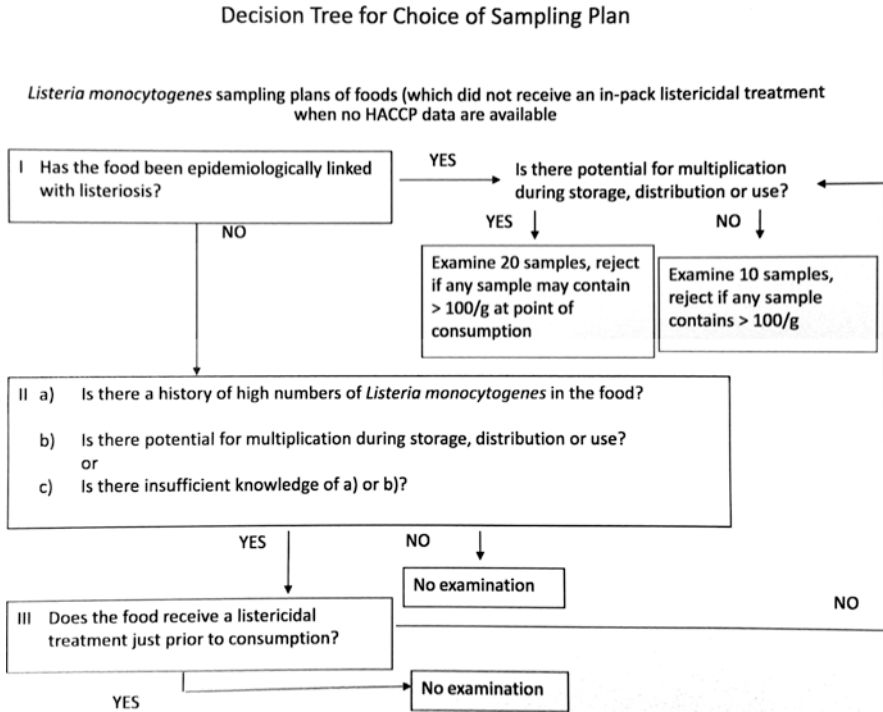 Decision Tree for Choice of Sampling Plan
Listeria monocytogenes sampling plans of foods (which did not receive an in-pack listericidal treatment
when no HACCP data are available
I Has the food been epidemiologically linked
with listeriosis?
YES
Is there potential for multiplication
during storage, distribution or use?
NO
YES
NO
Examine 20 samples, reject
if any sample may contain
> 100/g at point of
consumption
Examine 10 samples,
reject if any sample
contains > 100/g
II a) Is there a history of high numbers of Listeria monocytogenes in the food?
b) Is there potential for multiplication during storage, distribution or use?
or
c) Is there insufficient knowledge of a) or b)?
YES
NO
No examination
NO
III Does the food receive a listericidal
treatment just prior to consumption?
No examination
YES